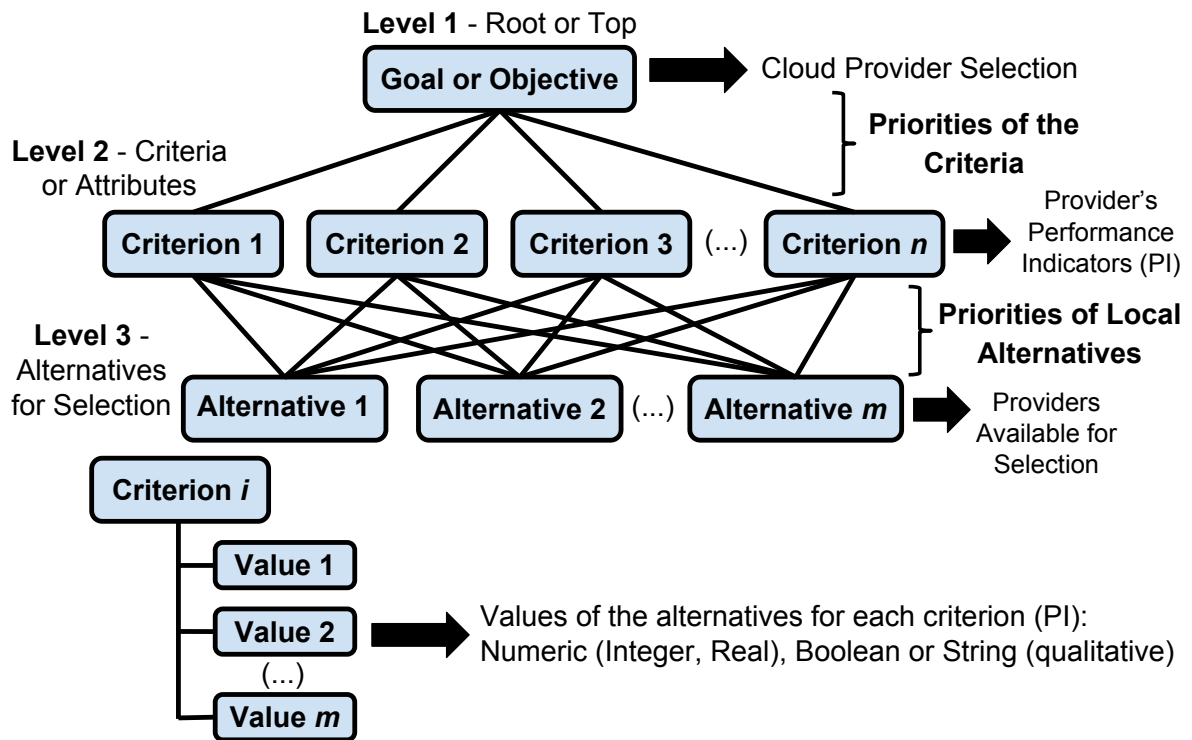 Level 1 - Root or Top
Goal or Objective
Cloud Provider Selection
Priorities of the
Criteria
Level 2 - Criteria
or Attributes
Criterion 1
Criterion 2
Criterion 3
(...)
Criterion n
Provider's
Performance
Indicators (PI)
Priorities of Local
Alternatives
Level 3 -
Alternatives
for Selection
Alternative 1
Alternative 2
(...)
Alternative m
Providers
Available for
Selection
Criterion i
Value 1
Value 2
(...)
Value m
Values of the alternatives for each criterion (PI):
Numeric (Integer, Real), Boolean or String (qualitative)